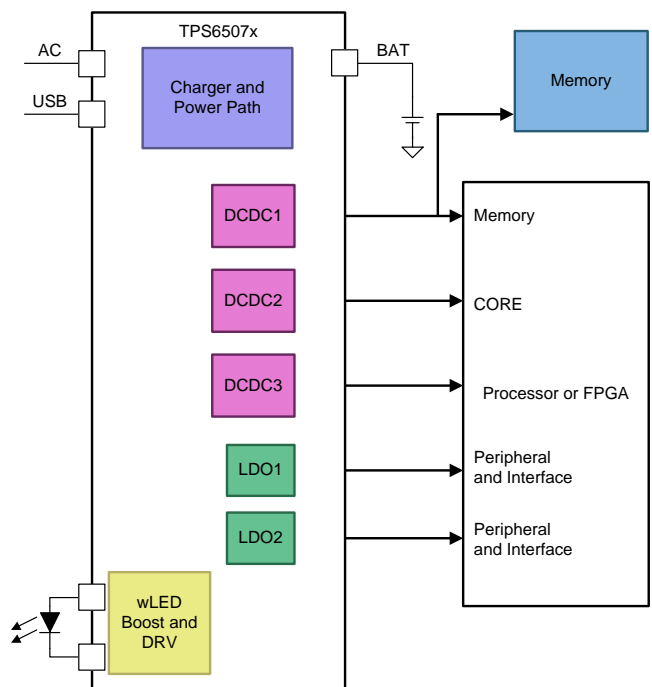 TPS6507x
AC
USB
Charger and
Power Path
BAT
Memory
DCDC1
Memory
DCDC2
CORE
DCDC3
Processor or FPGA
LDO1
Peripheral
and Interface
LDO2
Peripheral
and Interface
wLED
Boost and
DRV